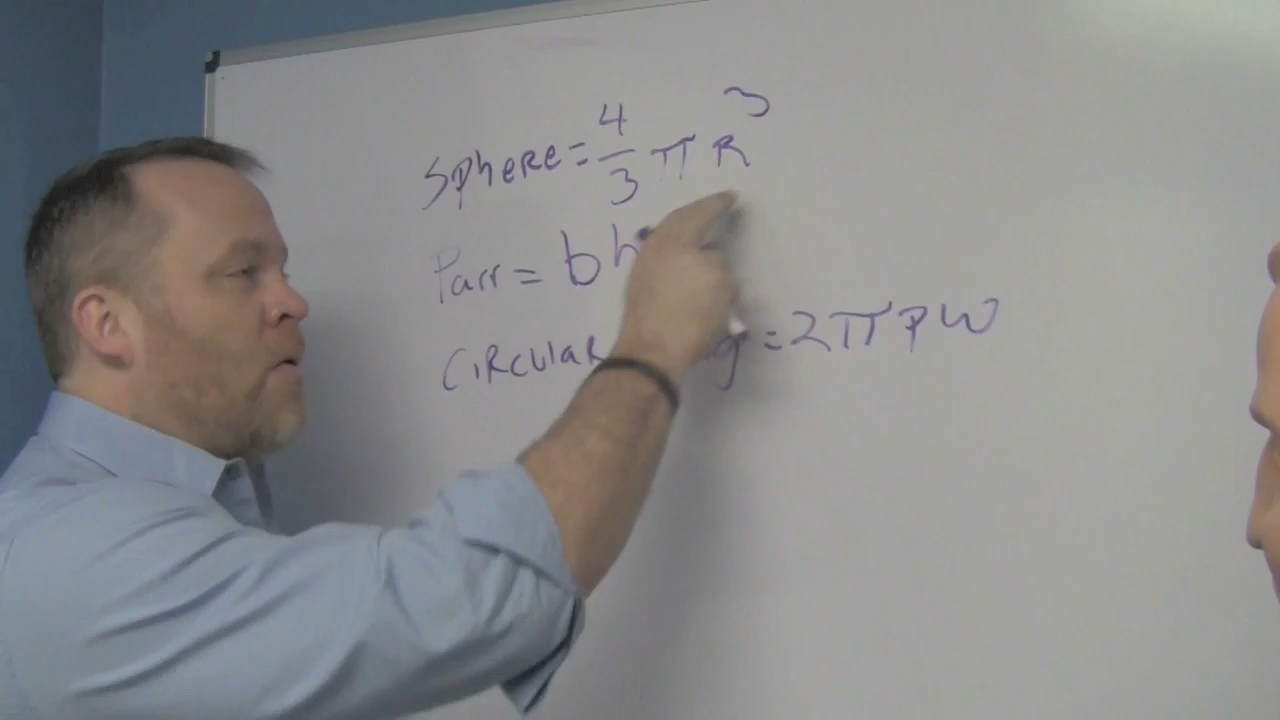 Sphere = 4/3 π R³
Parr = bh
Circular = 2πPW